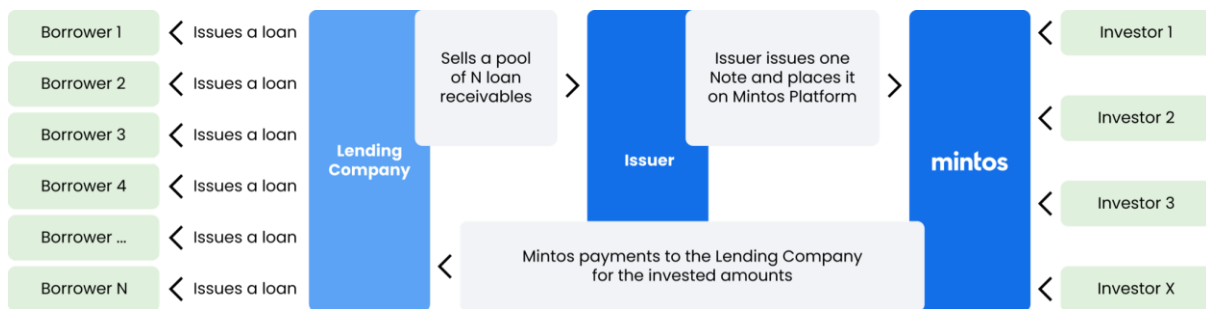 Borrower 1
Issues a loan
Borrower 2
Issues a loan
Borrower 3
Issues a loan
Borrower 4
Issues a loan
Borrower ...
Issues a loan
Borrower N
Issues a loan
Lending
Company
Sells a pool
of N loan
receivables
Issuer
Issuer issues one
Note and places it
on Mintos Platform
mintos
Mintos payments to the Lending Company
for the invested amounts
Investor 1
Investor 2
Investor 3
Investor X